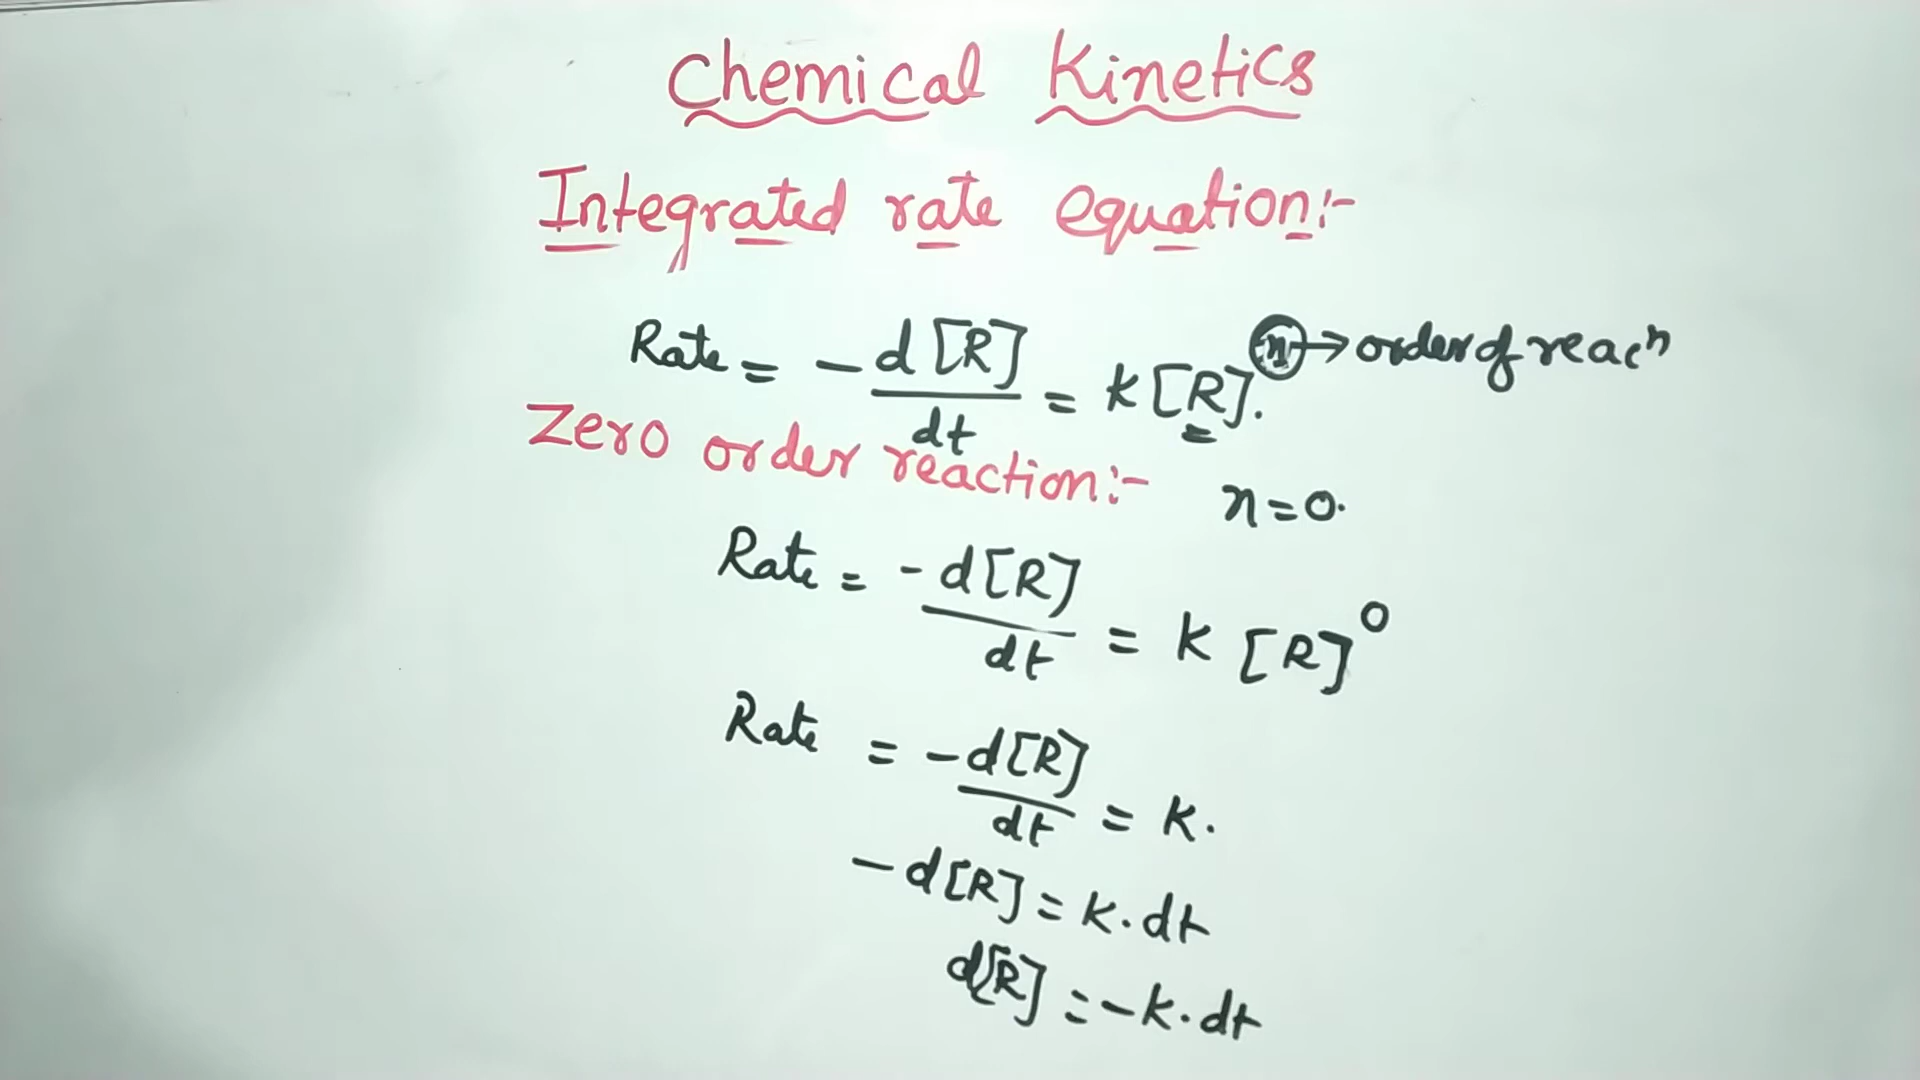 Chemical Kinetics
Integrated rate equation:-
Rate = -d[R]/dt = k[R]ⁿ. → order of reacⁿ
Zero order reaction:- n=0.
Rate = -d[R]/dt = k [R]⁰
Rate = -d[R]/dt = k.
-d[R] = k.dt
d[R] = -k.dt